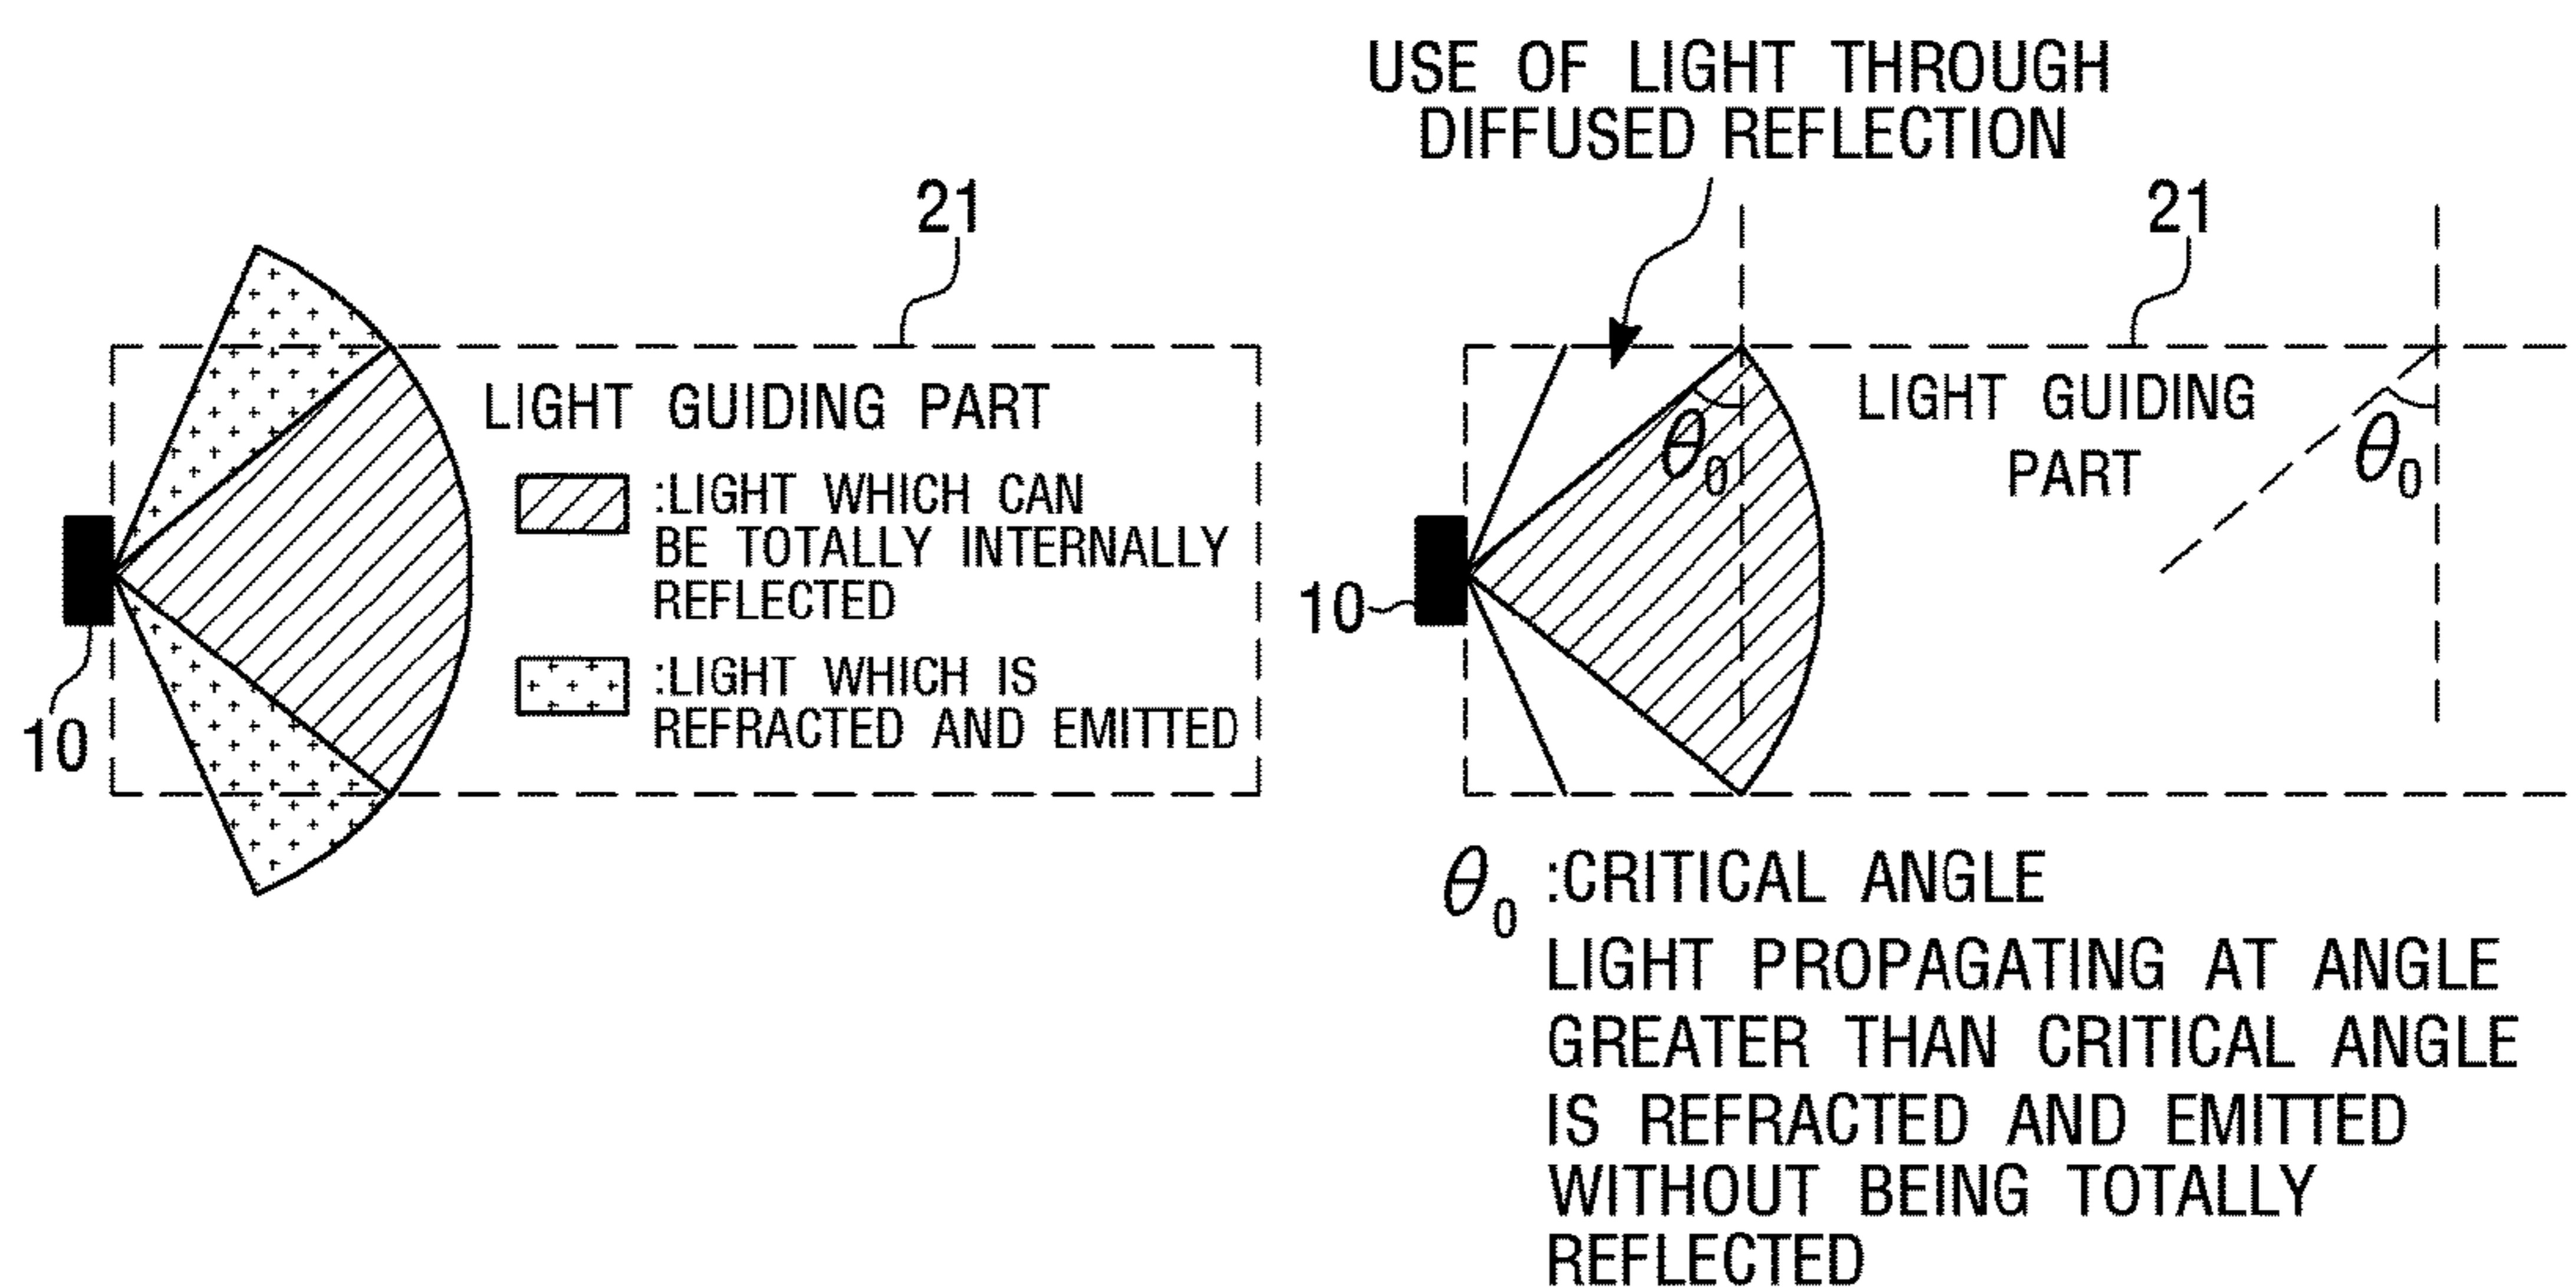 21
LIGHT GUIDING PART
:LIGHT WHICH CAN
BE TOTALLY INTERNALLY
REFLECTED
:LIGHT WHICH IS
REFRACTED AND EMITTED
10
USE OF LIGHT THROUGH
DIFFUSED REFLECTION
21
LIGHT GUIDING
PART
θ₀
θ₀
10
θ₀ :CRITICAL ANGLE
LIGHT PROPAGATING AT ANGLE
GREATER THAN CRITICAL ANGLE
IS REFRACTED AND EMITTED
WITHOUT BEING TOTALLY
REFLECTED